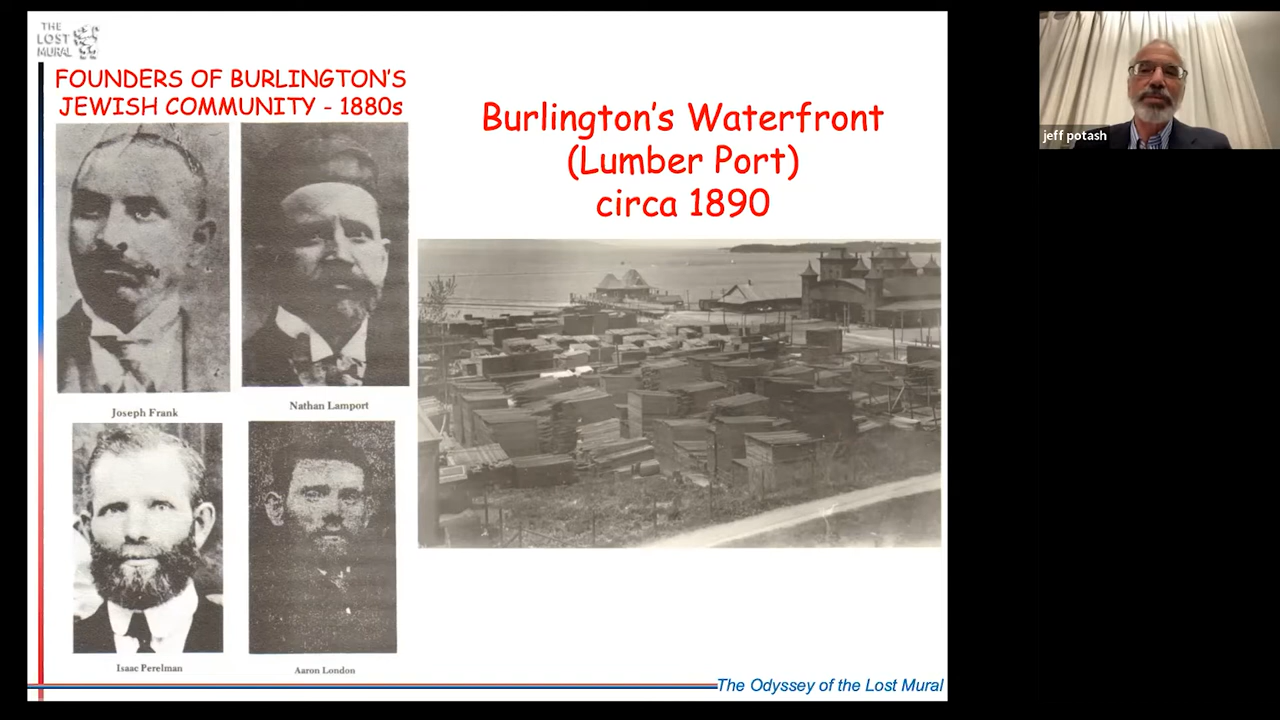 THE
LOST
MURAL
FOUNDERS OF BURLINGTON'S
JEWISH COMMUNITY - 1880s
Joseph Frank
Nathan Lamport
Isaac Perelman
Aaron London
Burlington's Waterfront
(Lumber Port)
circa 1890
The Odyssey of the Lost Mural
jeff potash